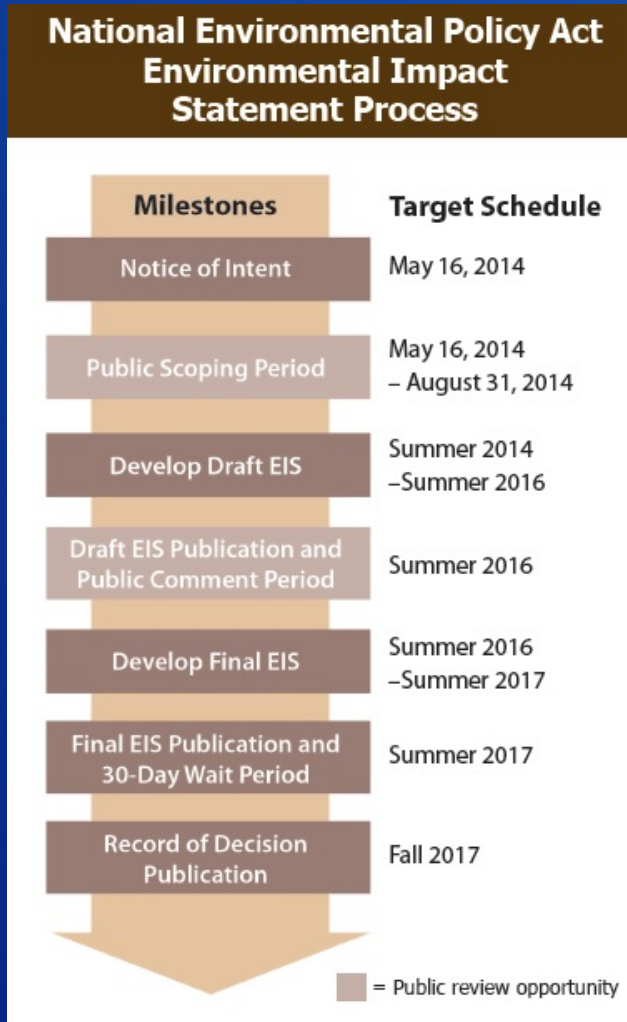 National Environmental Policy Act
Environmental Impact
Statement Process
Milestones
Target Schedule
Notice of Intent
May 16, 2014
Public Scoping Period
May 16, 2014
– August 31, 2014
Develop Draft EIS
Summer 2014
–Summer 2016
Draft EIS Publication and
Public Comment Period
Summer 2016
Develop Final EIS
Summer 2016
–Summer 2017
Final EIS Publication and
30-Day Wait Period
Summer 2017
Record of Decision
Publication
Fall 2017
= Public review opportunity